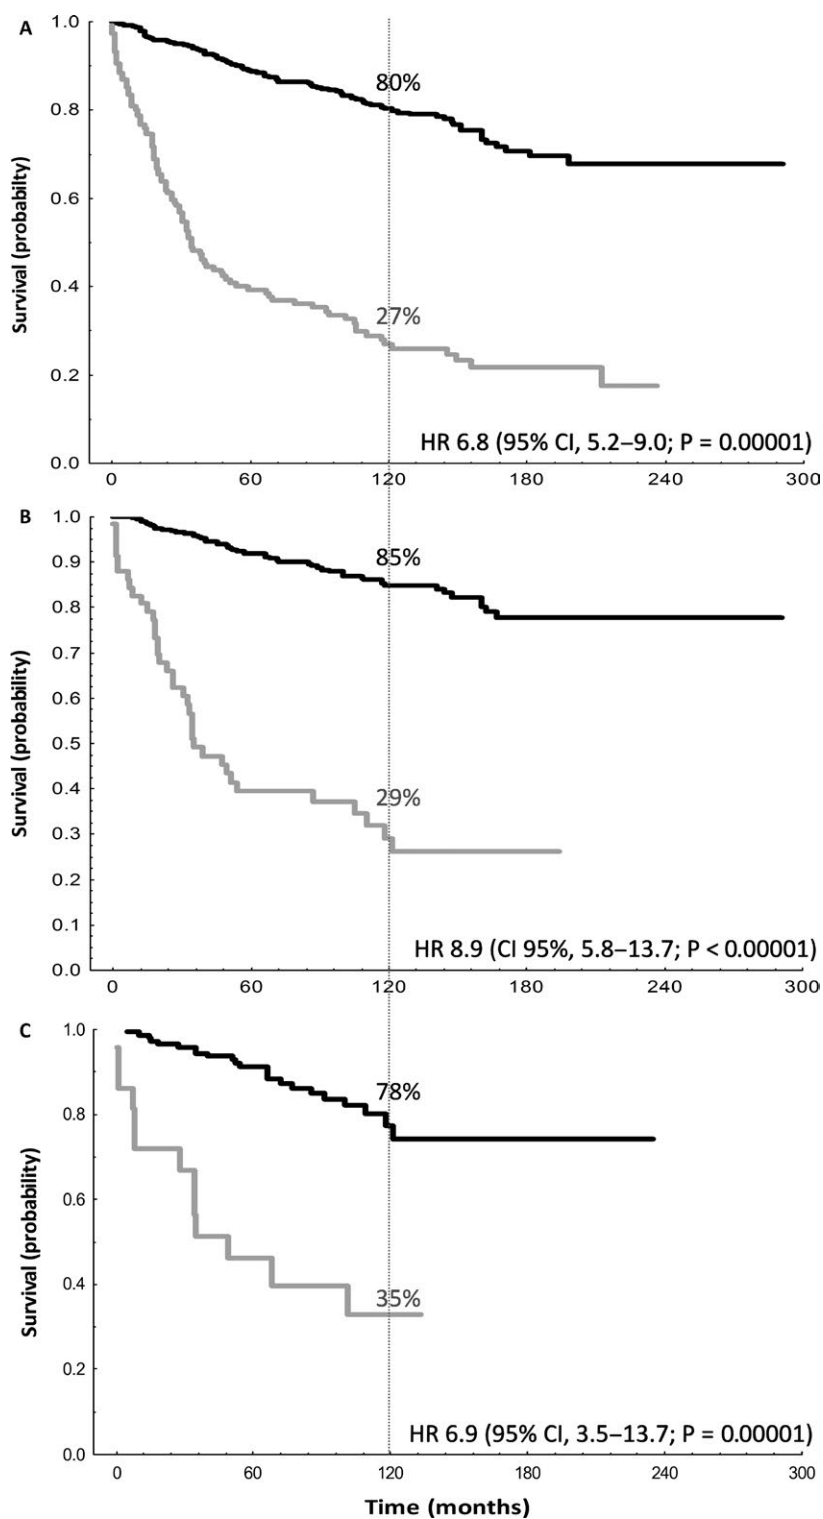 A
1.0
0.8
0.6
0.4
0.2
0.0
Survival (probabilty)
80%
27%
HR 6.8 (95% CI, 5.2–9.0; P = 0.00001)
0 60 120 180 240 300
B
1.0
0.9
0.8
0.7
0.6
0.5
0.4
0.3
0.2
0.1
0.0
Survival (probability)
85%
29%
HR 8.9 (CI 95%, 5.8–13.7; P < 0.00001)
0 60 120 180 240 300
C
1.0
0.8
0.6
0.4
0.2
0.0
Survival (probability)
78%
35%
HR 6.9 (95% CI, 3.5–13.7; P = 0.00001)
0 60 120 180 240 300
Time (months)